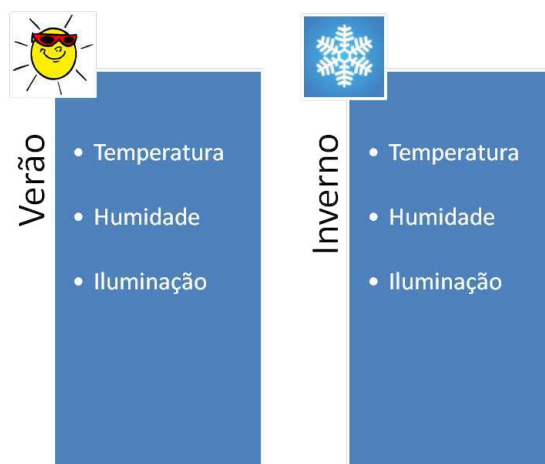 Verão
• Temperatura
• Humidade
• Iluminação
Inverno
• Temperatura
• Humidade
• Iluminação